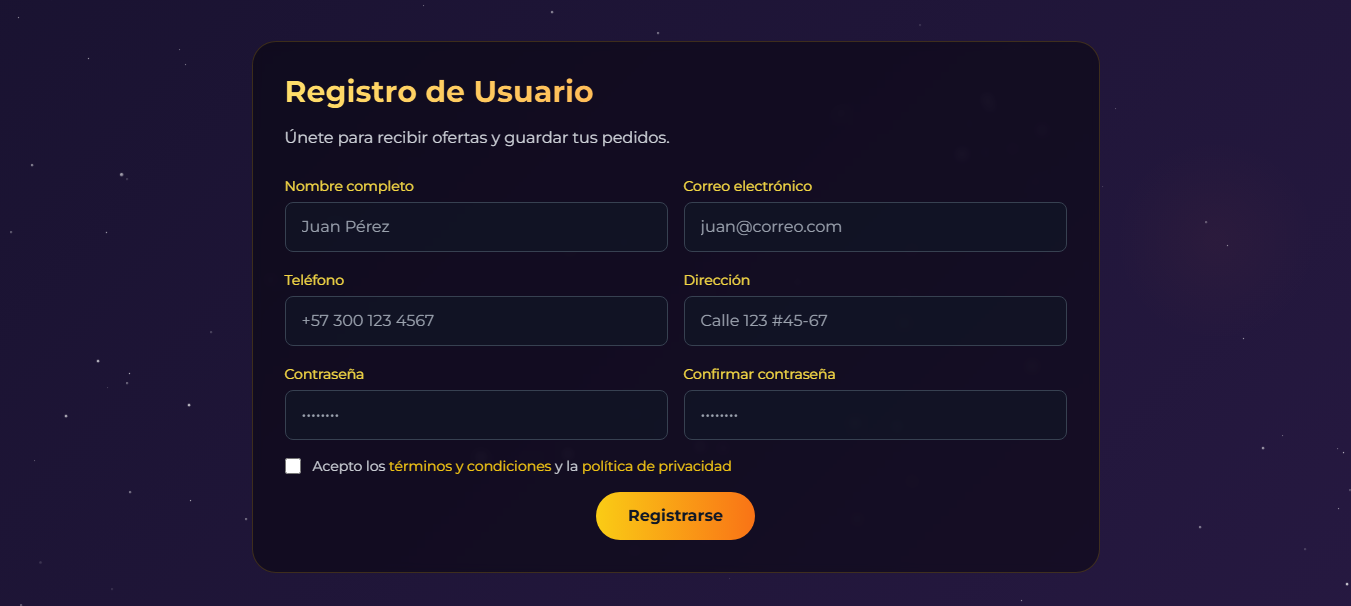 Registro de Usuario
Únete para recibir ofertas y guardar tus pedidos.
Nombre completo
Correo electrónico
Juan Pérez
juan@correo.com
Teléfono
Dirección
+57 300 123 4567
Calle 123 #45-67
Contraseña
Confirmar contraseña
••••••••
••••••••
Acepto los términos y condiciones y la política de privacidad
Registrarse